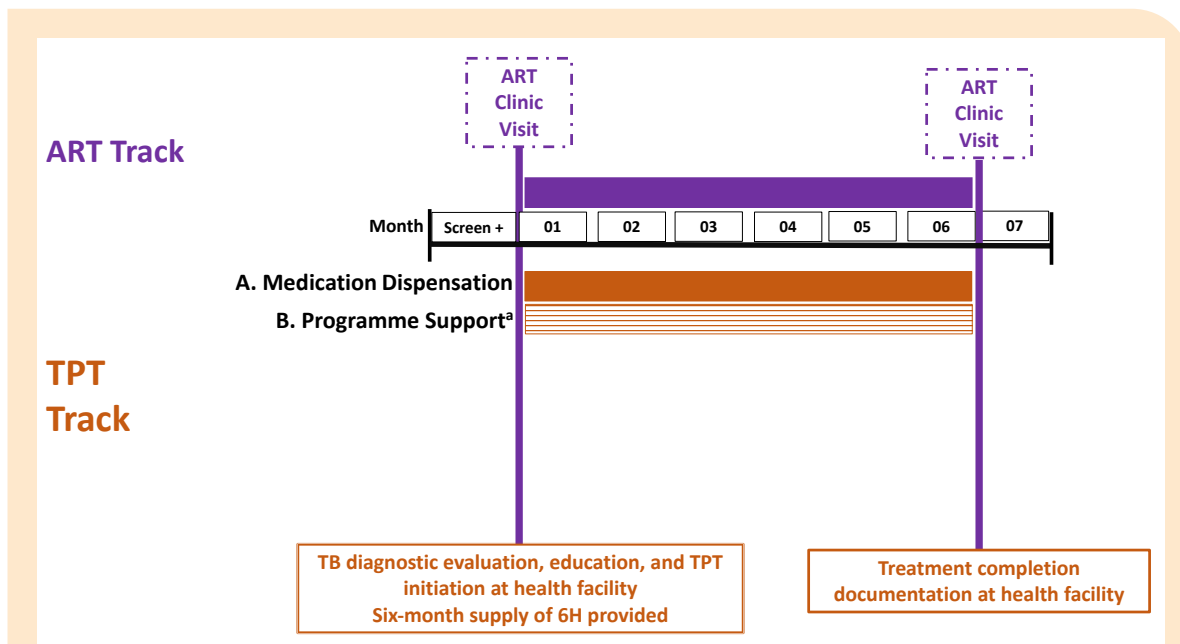 ART
Clinic
Visit
ART
Clinic
Visit
ART Track
Month
Screen +
01
02
03
04
05
06
07
A. Medication Dispensation
B. Programme Supportᵃ
TPT
Track
TB diagnostic evaluation, education, and TPT
initiation at health facility
Six-month supply of 6H provided
Treatment completion
documentation at health facility